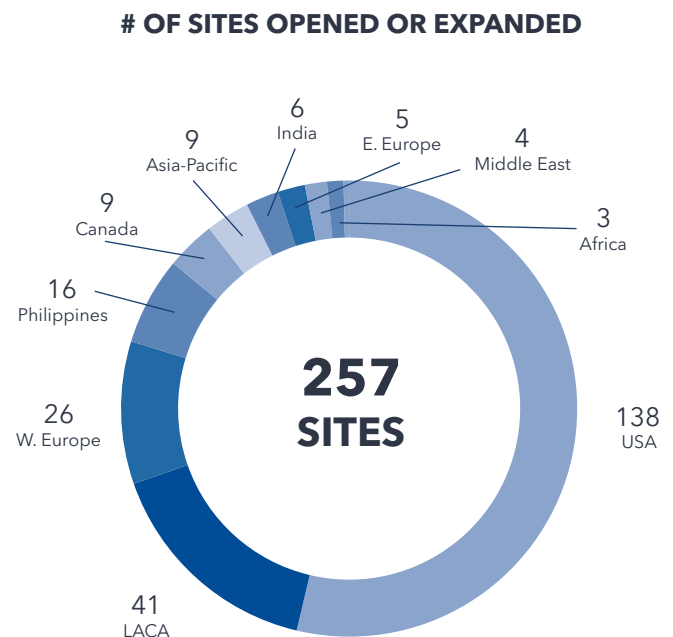 # OF SITES OPENED OR EXPANDED
6
India
5
E. Europe
4
Middle East
9
Asia-Pacific
9
Canada
3
Africa
16
Philippines
257
SITES
26
W. Europe
138
USA
41
LACA